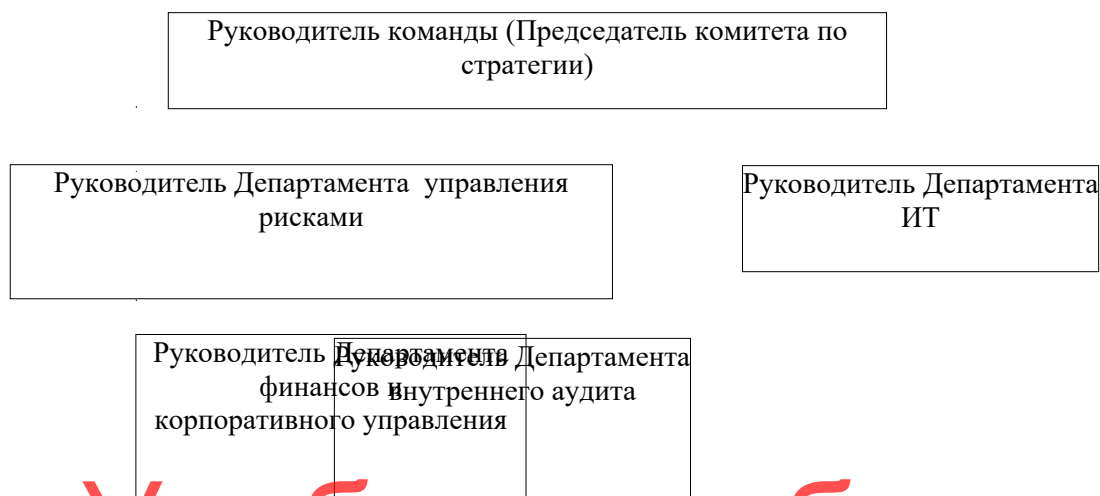 Руководитель команды (Председатель комитета по
стратегии)
Руководитель Департамента управления
рисками
Руководитель Департамента
ИТ
Руководитель Департамента
финансов и
корпоративного управления
Руководитель Департамента
внутреннего аудита